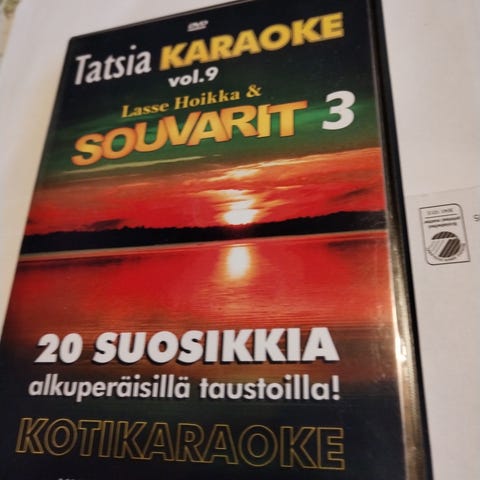 DVD
Tatsia KARAOKE
vol.9
Lasse Hoikka &
SOUVARIT 3
20 SUOSIKKIA
alkuperäisillä taustoilla!
KOTIKARAOKE